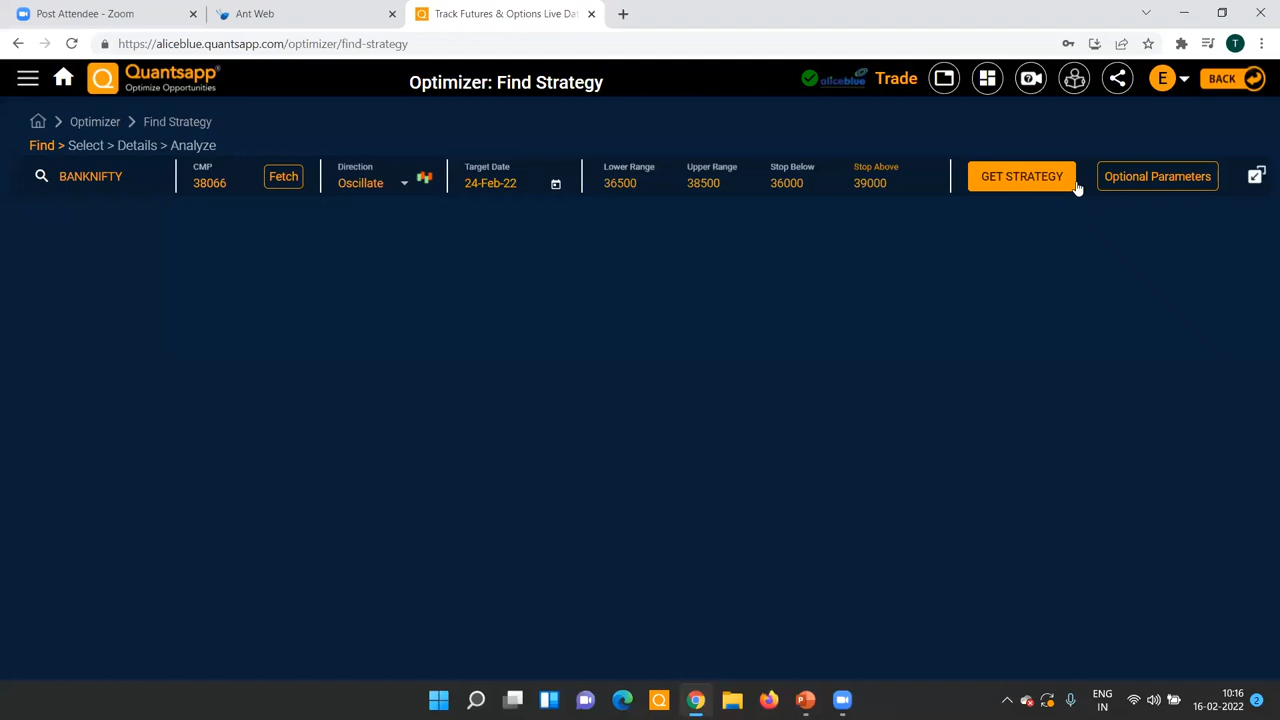 Post Attendee - Zoom
Ant Web
Track Futures & Options Live Dat
https://aliceblue.quantsapp.com/optimizer/find-strategy
Quantsapp
Optimize Opportunities
Optimizer: Find Strategy
aliceblue
Trade
E
BACK
Optimizer > Find Strategy
Find > Select > Details > Analyze
BANKNIFTY
CMP
38066
Fetch
Direction
Oscillate
Target Date
24-Feb-22
Lower Range
36500
Upper Range
38500
Stop Below
36000
Stop Above
39000
GET STRATEGY
Optional Parameters
ENG
IN
10:16
16-02-2022
2